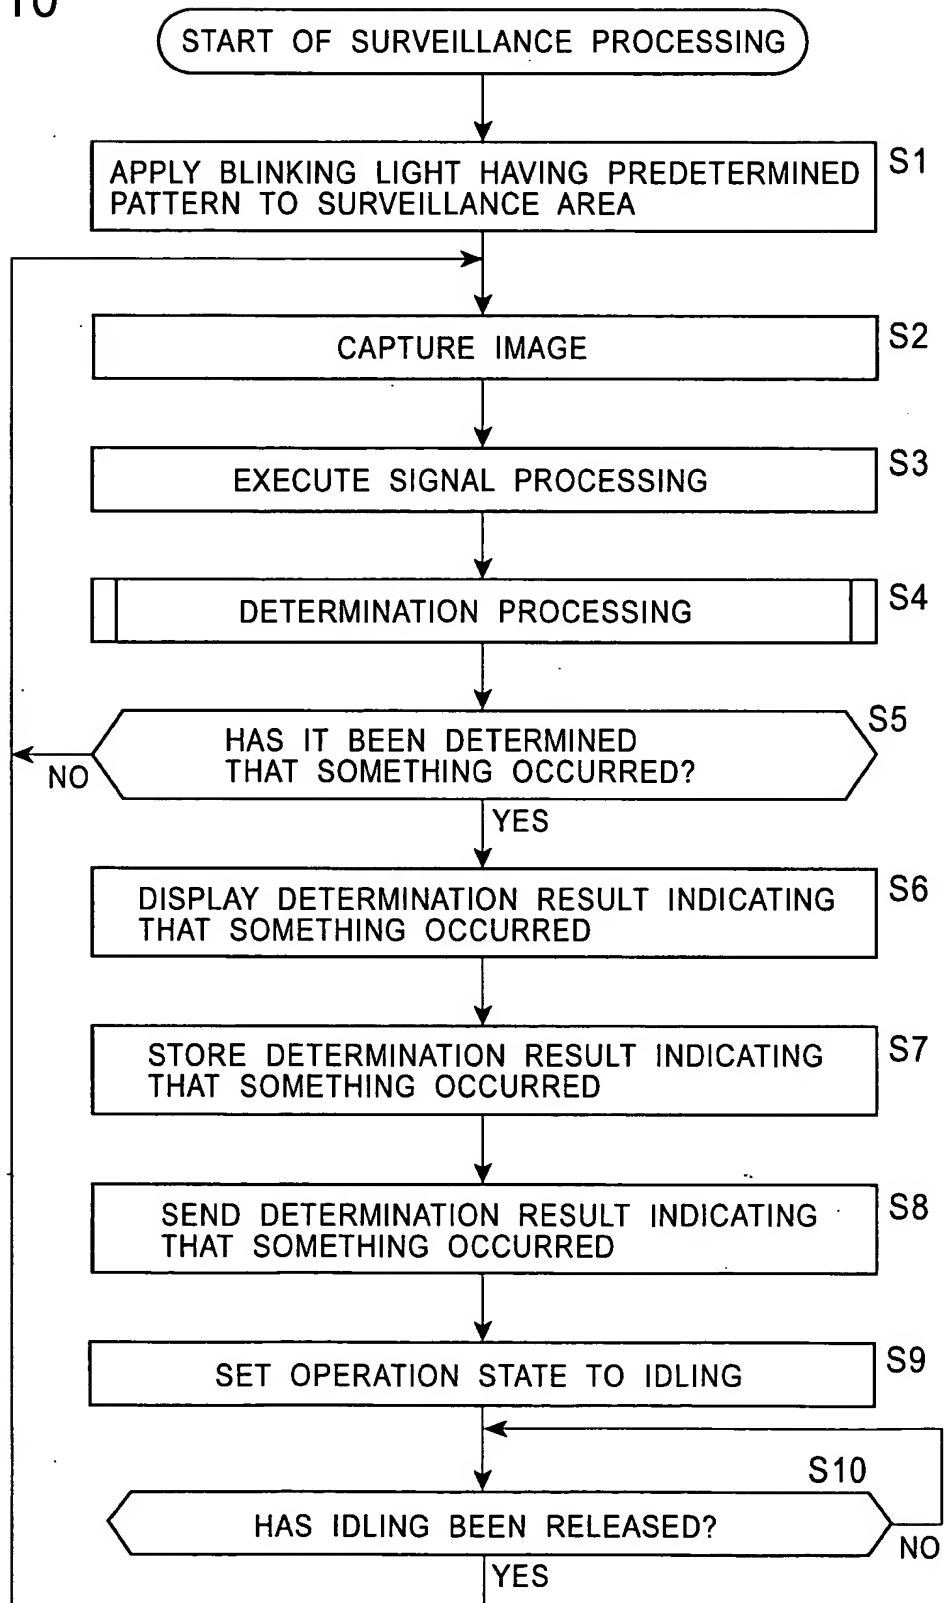 10
START OF SURVEILLANCE PROCESSING
S1
APPLY BLINKING LIGHT HAVING PREDETERMINED
PATTERN TO SURVEILLANCE AREA
S2
CAPTURE IMAGE
S3
EXECUTE SIGNAL PROCESSING
S4
DETERMINATION PROCESSING
S5
HAS IT BEEN DETERMINED
THAT SOMETHING OCCURRED?
NO
YES
S6
DISPLAY DETERMINATION RESULT INDICATING
THAT SOMETHING OCCURRED
S7
STORE DETERMINATION RESULT INDICATING
THAT SOMETHING OCCURRED
S8
SEND DETERMINATION RESULT INDICATING
THAT SOMETHING OCCURRED
S9
SET OPERATION STATE TO IDLING
S10
HAS IDLING BEEN RELEASED?
NO
YES